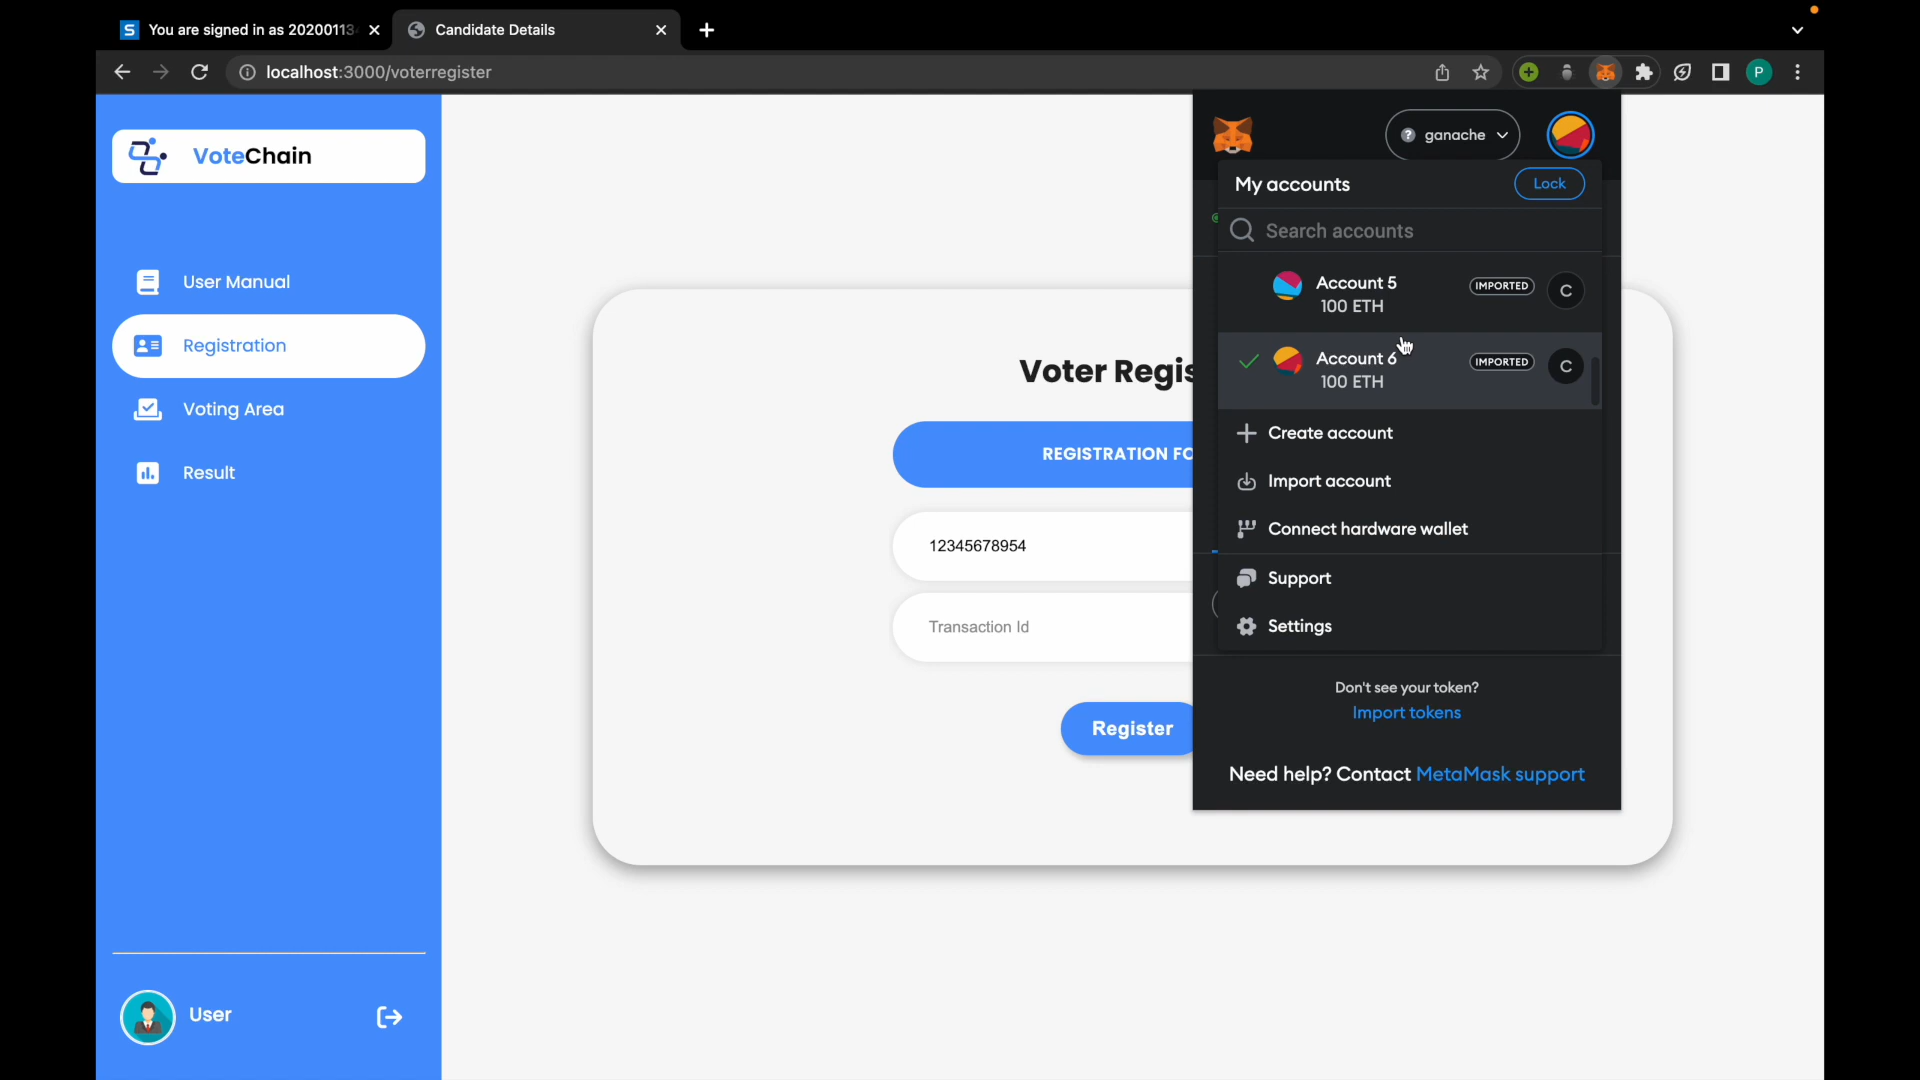 You are signed in as 20200113
Candidate Details
localhost:3000/voterregister
P
VoteChain
User Manual
Registration
Voting Area
Result
User
Voter Regis
REGISTRATION FO
12345678954
Transaction Id
Register
ganache
My accounts
Lock
Search accounts
Account 5
IMPORTED
C
100 ETH
Account 6
IMPORTED
C
100 ETH
Create account
Import account
Connect hardware wallet
Support
Settings
Don't see your token?
Import tokens
Need help? Contact MetaMask support